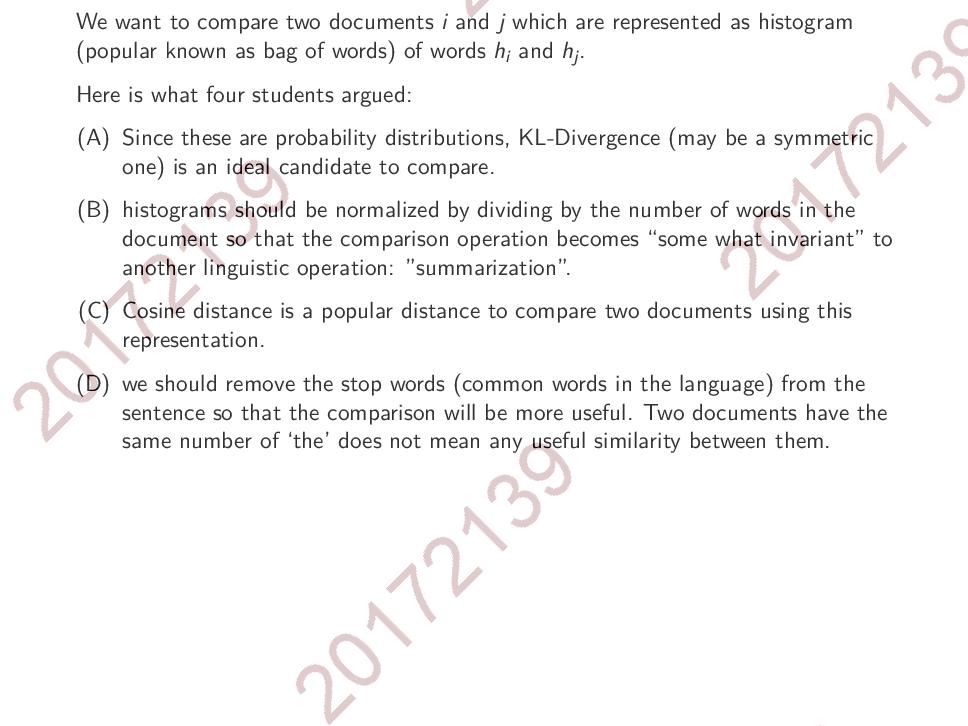 We want to compare two documents i and j which are represented as histogram
(popular known as bag of words) of words hi and hj.
Here is what four students argued:
(A) Since these are probability distributions, KL-Divergence (may be a symmetric
one) is an ideal candidate to compare.
(B) histograms should be normalized by dividing by the number of words in the
document so that the comparison operation becomes “some what invariant” to
another linguistic operation: ”summarization”.
(C) Cosine distance is a popular distance to compare two documents using this
representation.
(D) we should remove the stop words (common words in the language) from the
sentence so that the comparison will be more useful. Two documents have the
same number of ‘the’ does not mean any useful similarity between them.
20172139
20172139
20172139